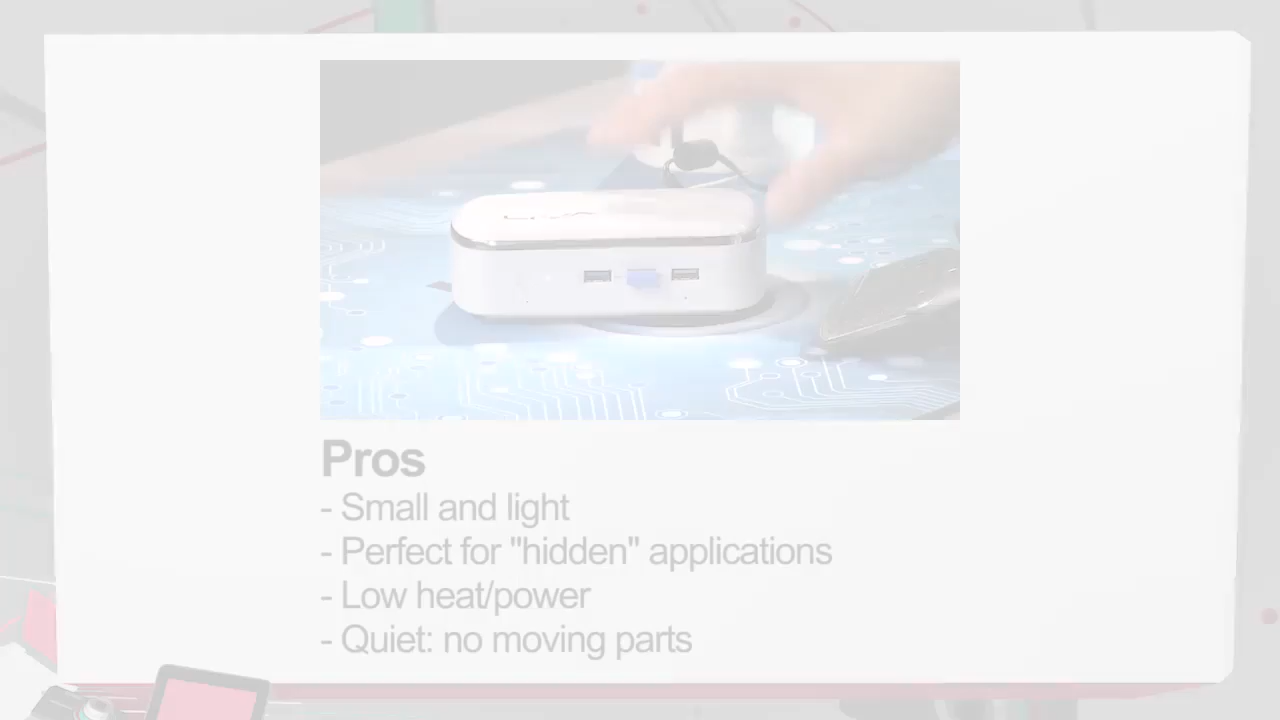 Pros
- Small and light
- Perfect for "hidden" applications
- Low heat/power
- Quiet: no moving parts